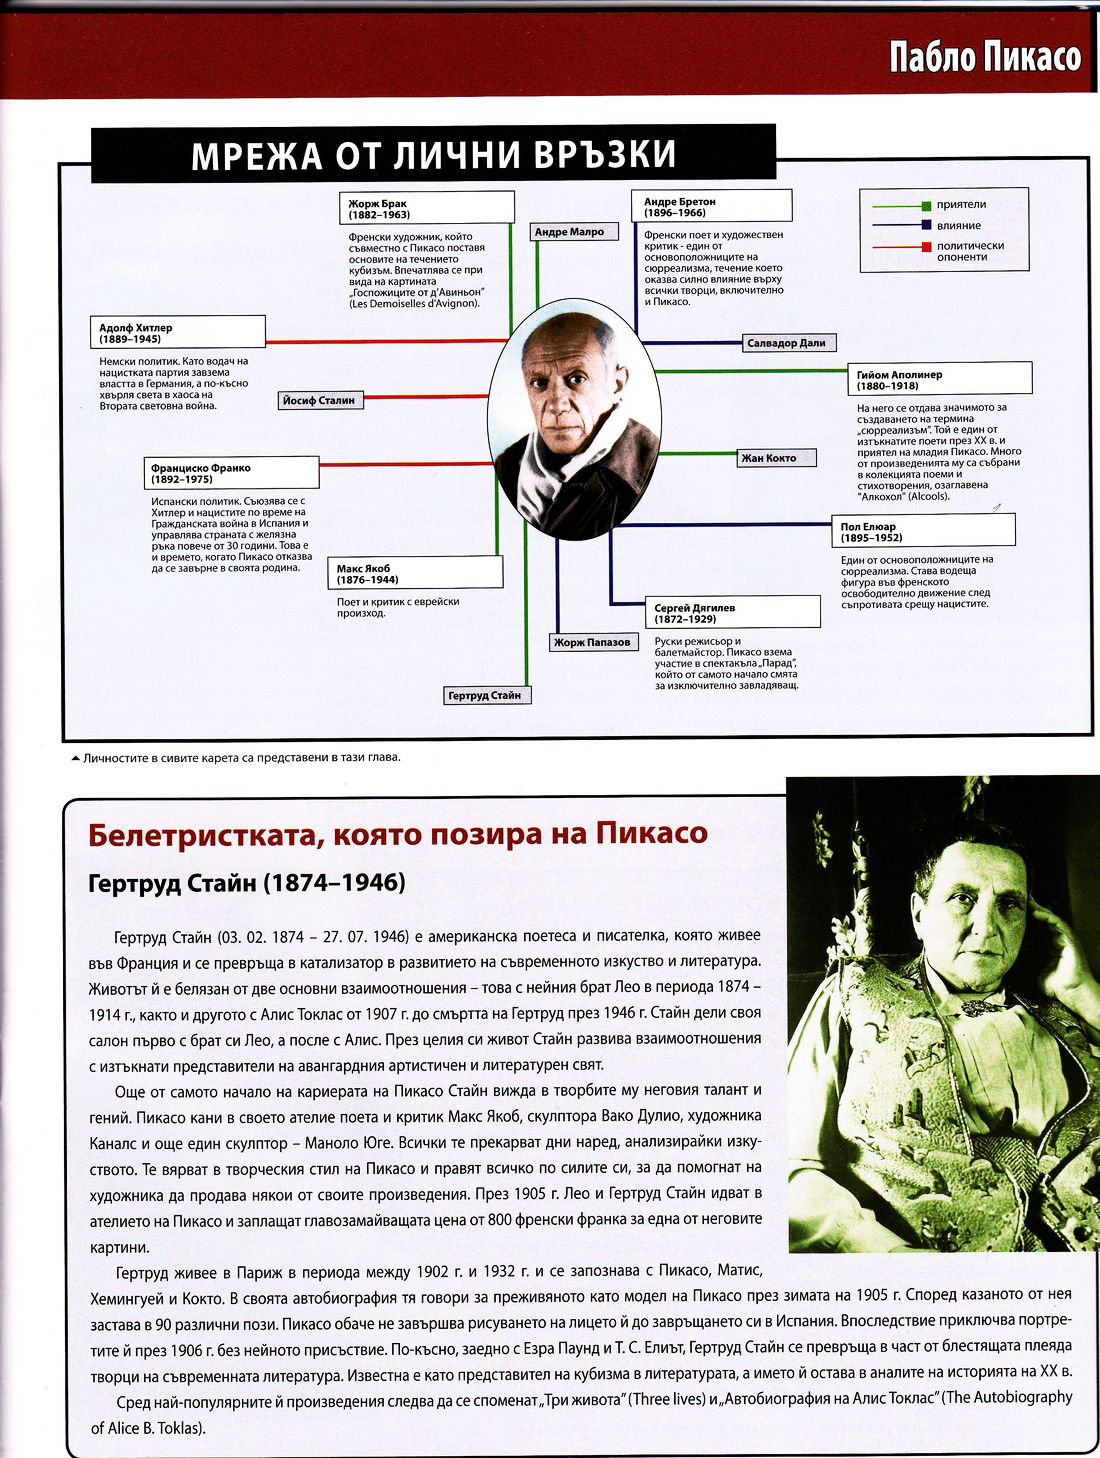 Пабло Пикасо
МРЕЖА ОТ ЛИЧНИ ВРЪЗКИ
Жорж Брак
(1882–1963)
Френски художник, който
съвместно с Пикасо поставя
основите на течението
кубизъм. Впечатлява се при
вида на картината
„Госпожиците от д’Авиньон”
(Les Demoiselles d'Avignon).
Андре Малро
Андре Бретон
(1896–1966)
Френски поет и художествен
критик - един от
основоположниците на
сюрреализма, течение което
оказва силно влияние върху
всички творци, включително
и Пикасо.
приятели
влияние
политически
опоненти
Адолф Хитлер
(1889–1945)
Немски политик. Като водач на
нацистката партия завзема
властта в Германия, а по-късно
хвърля света в хаоса на
Втората световна война.
Салвадор Дали
Йосиф Сталин
Гийом Аполинер
(1880–1918)
На него се отдава значимото за
създаването на термина
„сюрреализъм”. Той е един от
изтъкнатите поети през XX в. и
приятел на младия Пикасо. Много
от произведенията му са събрани
в колекцията поеми и
стихотворения, озаглавена
"Алкохол" (Alcools).
Жан Кокто
Франциско Франко
(1892–1975)
Испански политик. Съюзява се с
Хитлер и нацистите по време на
Гражданската война в Испания и
управлява страната с желязна
ръка повече от 30 години. Това е
и времето, когато Пикасо отказва
да се завърне в своята родина.
Макс Якоб
(1876–1944)
Поет и критик с еврейски
произход.
Пол Елюар
(1895–1952)
Един от основоположниците на
сюрреализма. Става водеща
фигура във френското
освободително движение след
съпротивата срещу нацистите.
Сергей Дягилев
(1872–1929)
Руски режисьор и
балетмайстор. Пикасо взема
участие в спектакъла „Парад”,
който от самото начало смята
за изключително завладяващ.
Жорж Папазов
Гертруд Стайн
Личностите в сивите карета са представени в тази глава.
Белетристката, която позира на Пикасо
Гертруд Стайн (1874–1946)
Гертруд Стайн (03. 02. 1874 – 27. 07. 1946) е американска поетеса и писателка, която живее
във Франция и се превръща в катализатор в развитието на съвременното изкуство и литература.
Животът ѝ е белязан от две основни взаимоотношения – това с нейния брат Лео в периода 1874 –
1914 г., както и другото с Алис Токлас от 1907 г. до смъртта на Гертруд през 1946 г. Стайн дели своя
салон първо с брат си Лео, а после с Алис. През целия си живот Стайн развива взаимоотношения
с изтъкнати представители на авангардния артистичен и литературен свят.
Още от самото начало на кариерата на Пикасо Стайн вижда в творбите му неговия талант и
гений. Пикасо кани в своето ателие поета и критик Макс Якоб, скулптора Вако Дулио, художника
Каналс и още един скулптор – Маноло Юге. Всички те прекарват дни наред, анализирайки изку-
ството. Те вярват в творческия стил на Пикасо и правят всичко по силите си, за да помогнат на
художника да продава някои от своите произведения. През 1905 г. Лео и Гертруд Стайн идват в
ателието на Пикасо и заплащат главозамайващата цена от 800 френски франка за една от неговите
картини.
Гертруд живее в Париж в периода между 1902 г. и 1932 г. и се запознава с Пикасо, Матис,
Хемингуей и Кокто. В своята автобиография тя говори за преживяното като модел на Пикасо през зимата на 1905 г. Според казаното от нея
застава в 90 различни пози. Пикасо обаче не завършва рисуването на лицето ѝ до завръщането си в Испания. Впоследствие приключва портре-
тите ѝ през 1906 г. без нейното присъствие. По-късно, заедно с Езра Паунд и Т. С. Елиът, Гертруд Стайн се превръща в част от блестящата плеяда
творци на съвременната литература. Известна е като представител на кубизма в литературата, а името ѝ остава в аналите на историята на XX в.
Сред най-популярните ѝ произведения следва да се споменат „Три живота” (Three lives) и „Автобиография на Алис Токлас” (The Autobiography
of Alice B. Toklas).